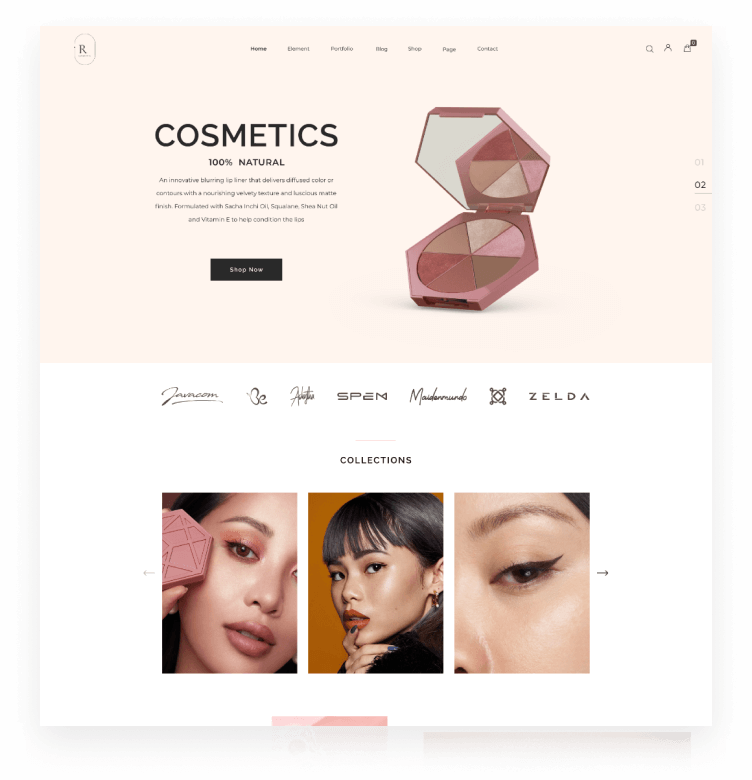 R
Home Element Portfolio Blog Shop Page Contact
0
COSMETICS
100% NATURAL
An innovative blurring lip liner that delivers diffused color or
contours with a nourishing velvety texture and luscious matte
finish. Formulated with Sacha Inchi Oil, Squalane, Shea Nut Oil
and Vitamin E to help condition the lips
Shop Now
01
02
03
Javacom Be SPEM Maidenmundo ZELDA
COLLECTIONS